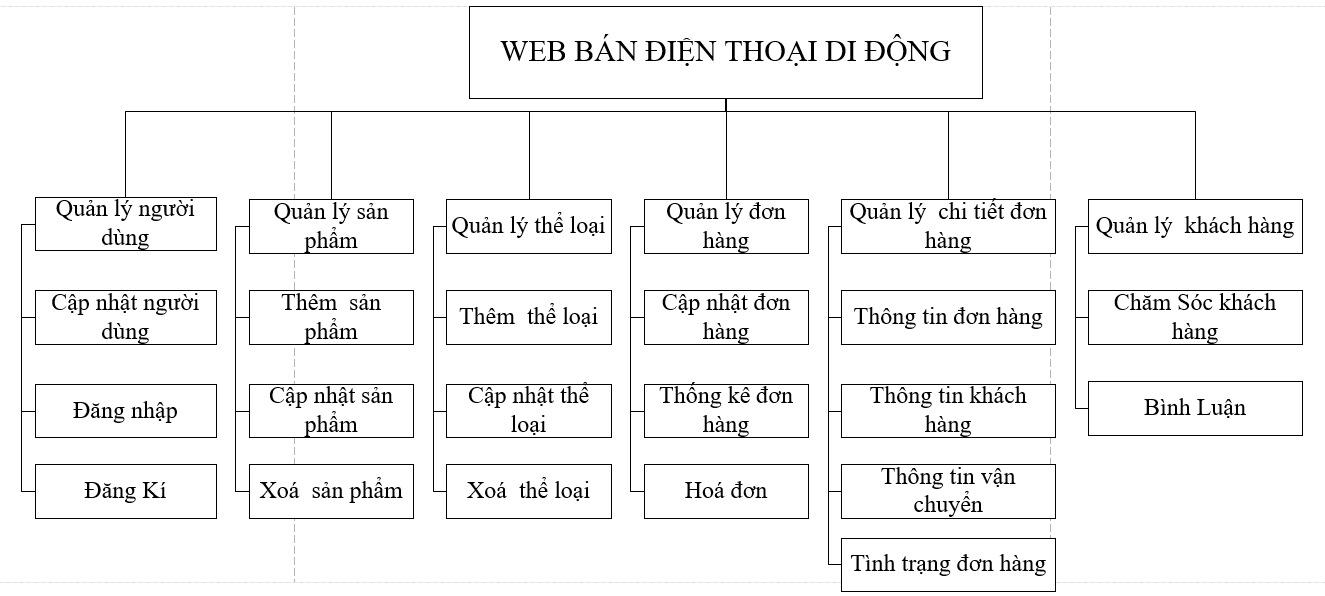 WEB BÁN ĐIỆN THOẠI DI ĐỘNG
Quản lý người
dùng
Cập nhật người
dùng
Đăng nhập
Đăng Kí
Quản lý sản
phẩm
Thêm sản
phẩm
Cập nhật sản
phẩm
Xoá sản phẩm
Quản lý thể loại
Thêm thể loại
Cập nhật thể
loại
Xoá thể loại
Quản lý đơn
hàng
Cập nhật đơn
hàng
Thống kê đơn
hàng
Hoá đơn
Quản lý chi tiết đơn
hàng
Thông tin đơn hàng
Thông tin khách
hàng
Thông tin vận
chuyển
Tình trạng đơn hàng
Quản lý khách hàng
Chăm Sóc khách
hàng
Bình Luận